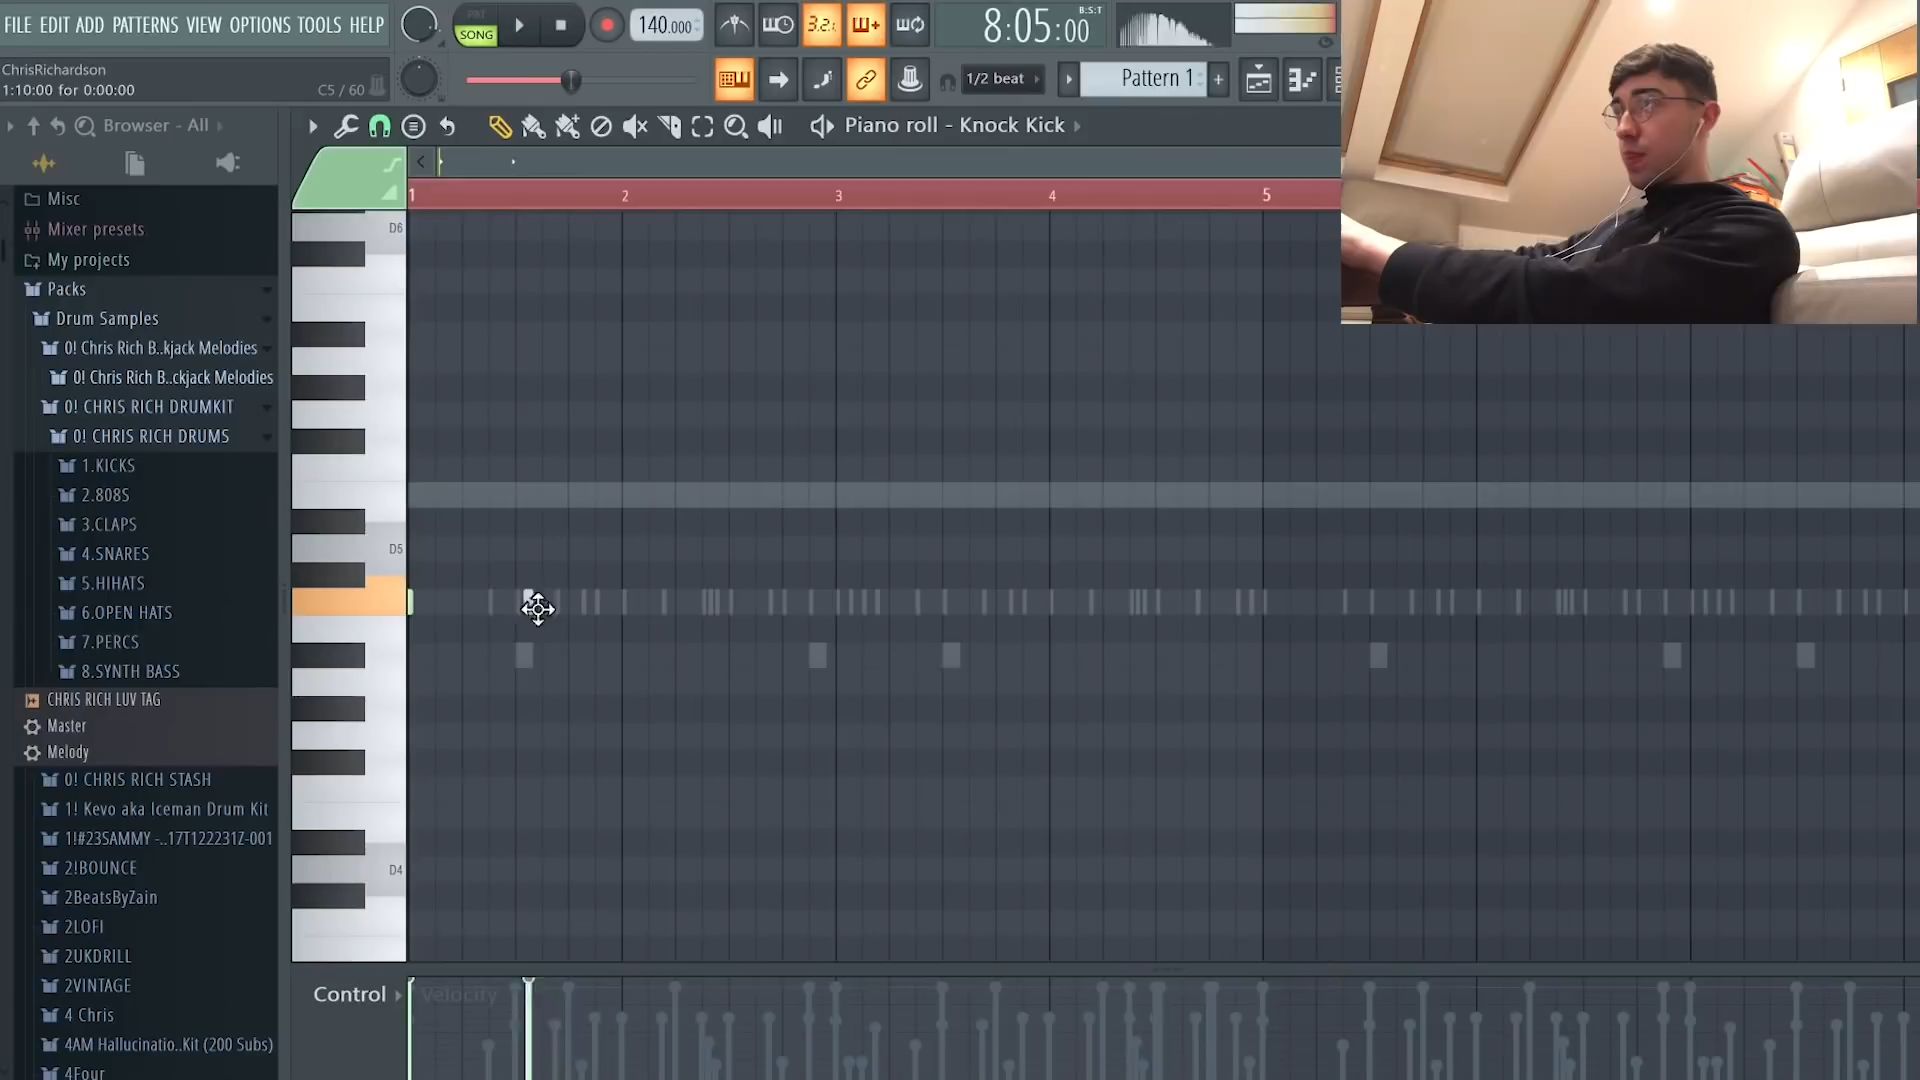 FILE EDIT ADD PATTERNS VIEW OPTIONS TOOLS HELP
PAT
SONG
140.000
3.2.
8:05:00
B:S:T
ChrisRichardson
1:10:00 for 0:00:00
C5 / 60
1/2 beat
Pattern 1
+
Browser - All
Piano roll - Knock Kick
1 2 3 4 5
Misc
Mixer presets
My projects
Packs
Drum Samples
0! Chris Rich B..kjack Melodies
0! Chris Rich B..ckjack Melodies
0! CHRIS RICH DRUMKIT
0! CHRIS RICH DRUMS
1.KICKS
2.808S
3.CLAPS
4.SNARES
5.HIHATS
6.OPEN HATS
7.PERCS
8.SYNTH BASS
CHRIS RICH LUV TAG
Master
Melody
0! CHRIS RICH STASH
1! Kevo aka Iceman Drum Kit
1!#23SAMMY -..17T122231Z-001
2!BOUNCE
2BeatsByZain
2LOFI
2UKDRILL
2VINTAGE
4 Chris
4AM Hallucinatio..Kit (200 Subs)
4Four
D6
D5
D4
Control
Velocity